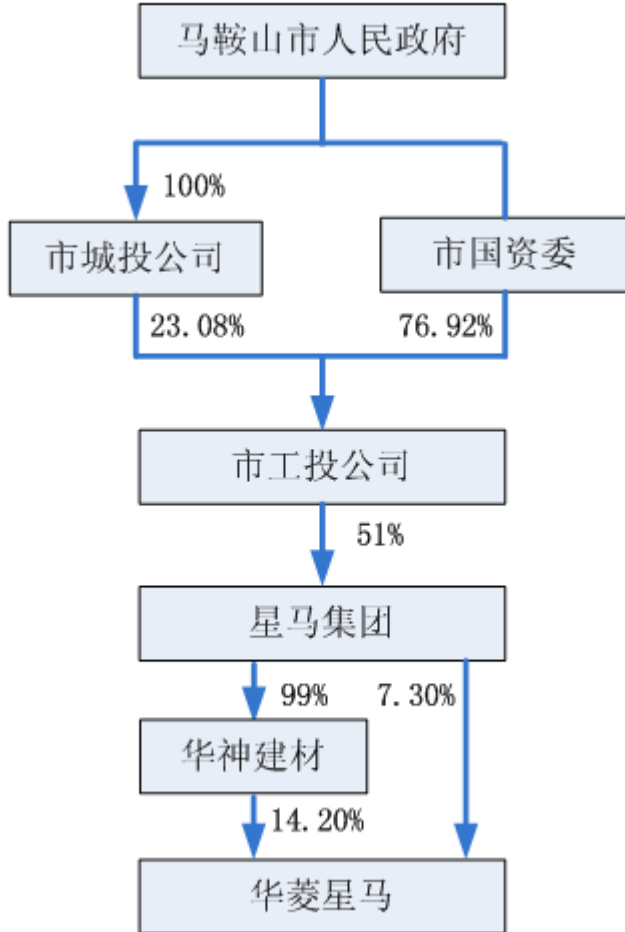 马鞍山市人民政府
100%
市城投公司
市国资委
23.08%
76.92%
市工投公司
51%
星马集团
99%
7.30%
华神建材
14.20%
华菱星马